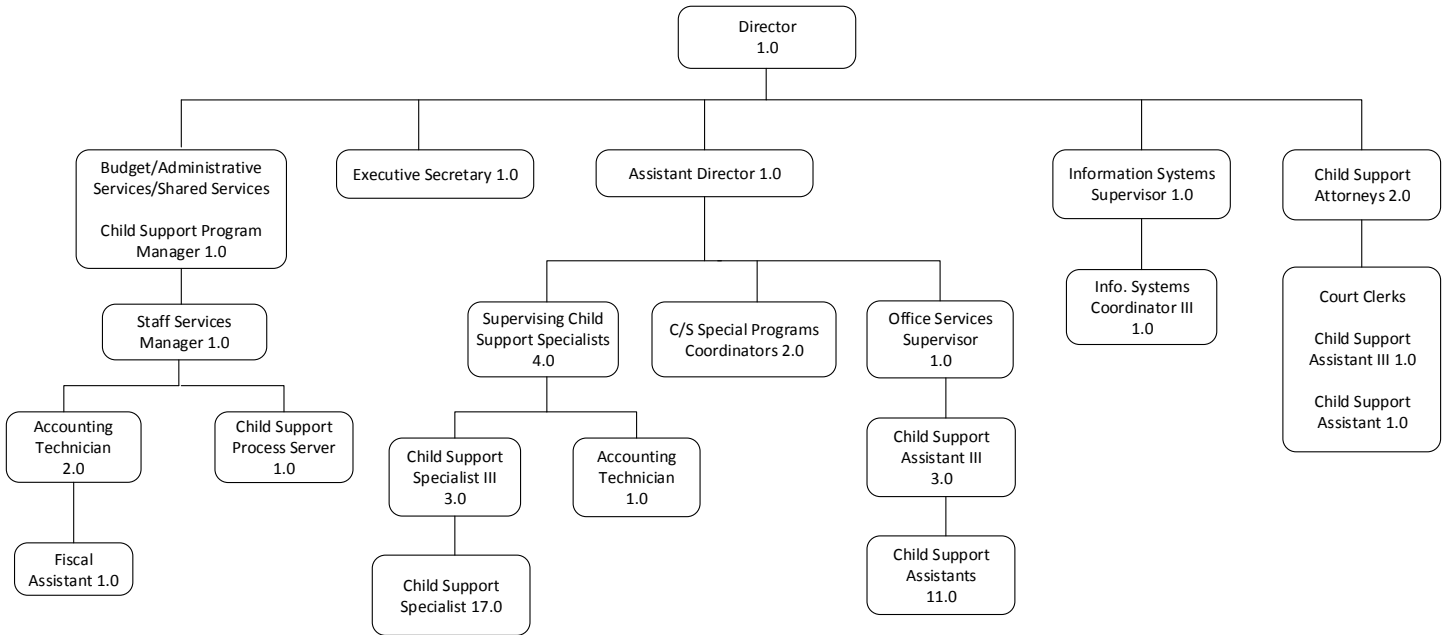 Director
1.0
Budget/Administrative
Services/Shared Services
Child Support Program
Manager 1.0
Executive Secretary 1.0
Assistant Director 1.0
Information Systems
Supervisor 1.0
Child Support
Attorneys 2.0
Staff Services
Manager 1.0
Supervising Child
Support Specialists
4.0
C/S Special Programs
Coordinators 2.0
Office Services
Supervisor
1.0
Info. Systems
Coordinator III
1.0
Court Clerks
Child Support
Assistant III 1.0
Child Support
Assistant 1.0
Accounting
Technician
2.0
Child Support
Process Server
1.0
Child Support
Specialist III
3.0
Accounting
Technician
1.0
Child Support
Assistant III
3.0
Fiscal
Assistant 1.0
Child Support
Specialist 17.0
Child Support
Assistants
11.0